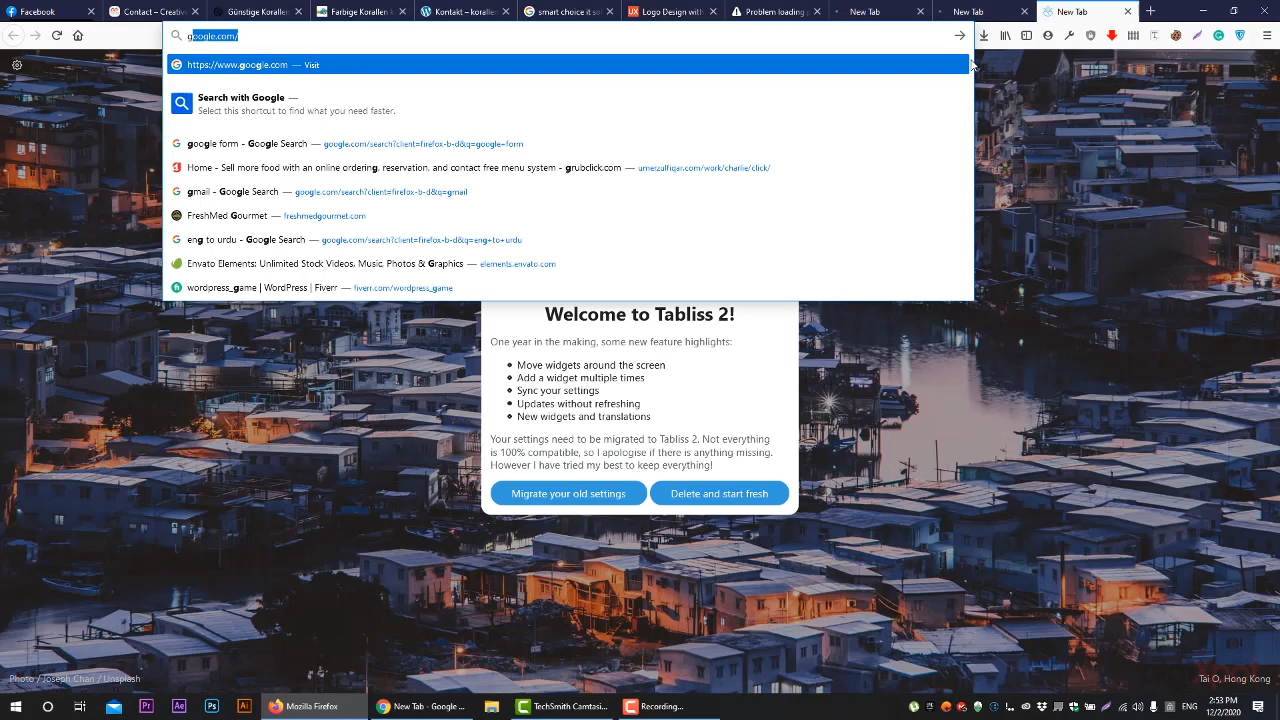 Facebook
Contact – Creative
Günstige Korallen
Farbige Korallen k
Kontakt – korallen
smart choice it so
Logo Design with
Problem loading p
New Tab
New Tab
New Tab
google.com/
https://www.google.com — Visit
Search with Google —
Select this shortcut to find what you need faster.
google form - Google Search — google.com/search?client=firefox-b-d&q=google+form
Home - Sell more food with an online ordering, reservation, and contact free menu system - grubclick.com — umerzulfiqar.com/work/charlie/click/
gmail - Google Search — google.com/search?client=firefox-b-d&q=gmail
FreshMed Gourmet — freshmedgourmet.com
eng to urdu - Google Search — google.com/search?client=firefox-b-d&q=eng+to+urdu
Envato Elements: Unlimited Stock Videos, Music, Photos & Graphics — elements.envato.com
wordpress_game | WordPress | Fiverr — fiverr.com/wordpress_game
Welcome to Tabliss 2!
One year in the making, some new feature highlights:
Move widgets around the screen
Add a widget multiple times
Sync your settings
Updates without refreshing
New widgets and translations
Your settings need to be migrated to Tabliss 2. Not everything
is 100% compatible, so I apologise if there is anything missing.
However I have tried my best to keep everything!
Migrate your old settings
Delete and start fresh
Photo / Joseph Chan / Unsplash
Tai O, Hong Kong
Pr
Ae
Ps
Ai
Mozilla Firefox
New Tab - Google ...
TechSmith Camtasi...
Recording...
ENG
2:53 PM
12/2/2020